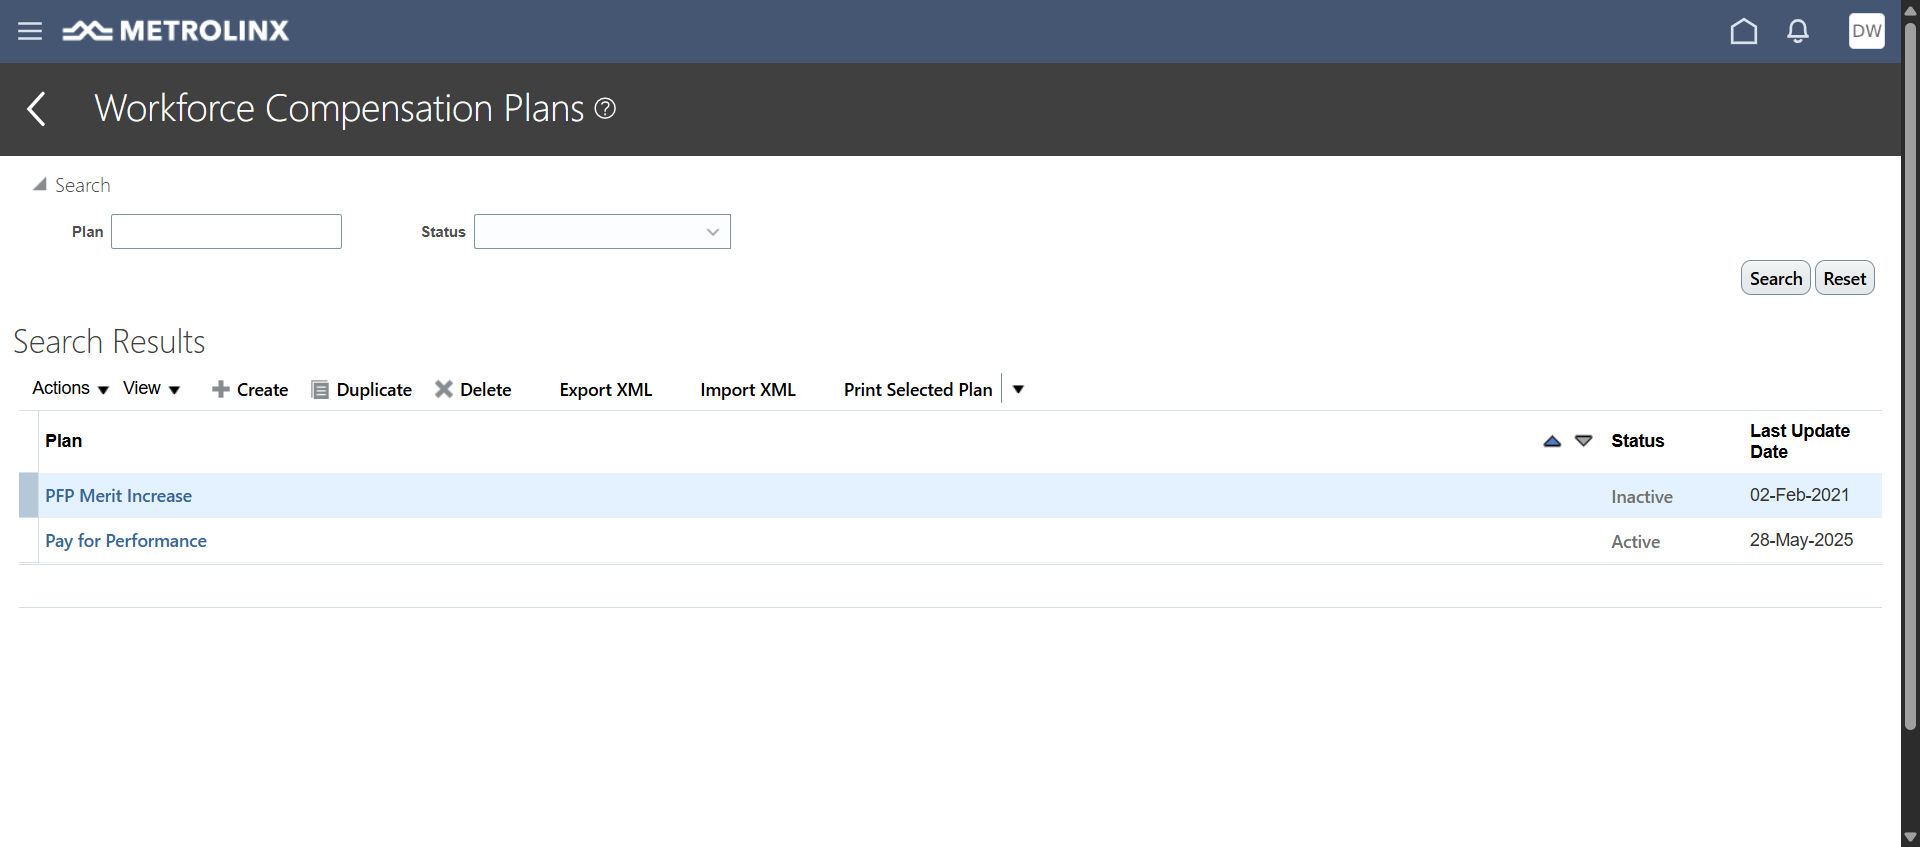 METROLINX
DW
Workforce Compensation Plans ?
Search
Plan
Status
Search Reset
Search Results
Actions View Create Duplicate Delete Export XML Import XML Print Selected Plan
Plan Status Last Update Date
PFP Merit Increase Inactive 02-Feb-2021
Pay for Performance Active 28-May-2025